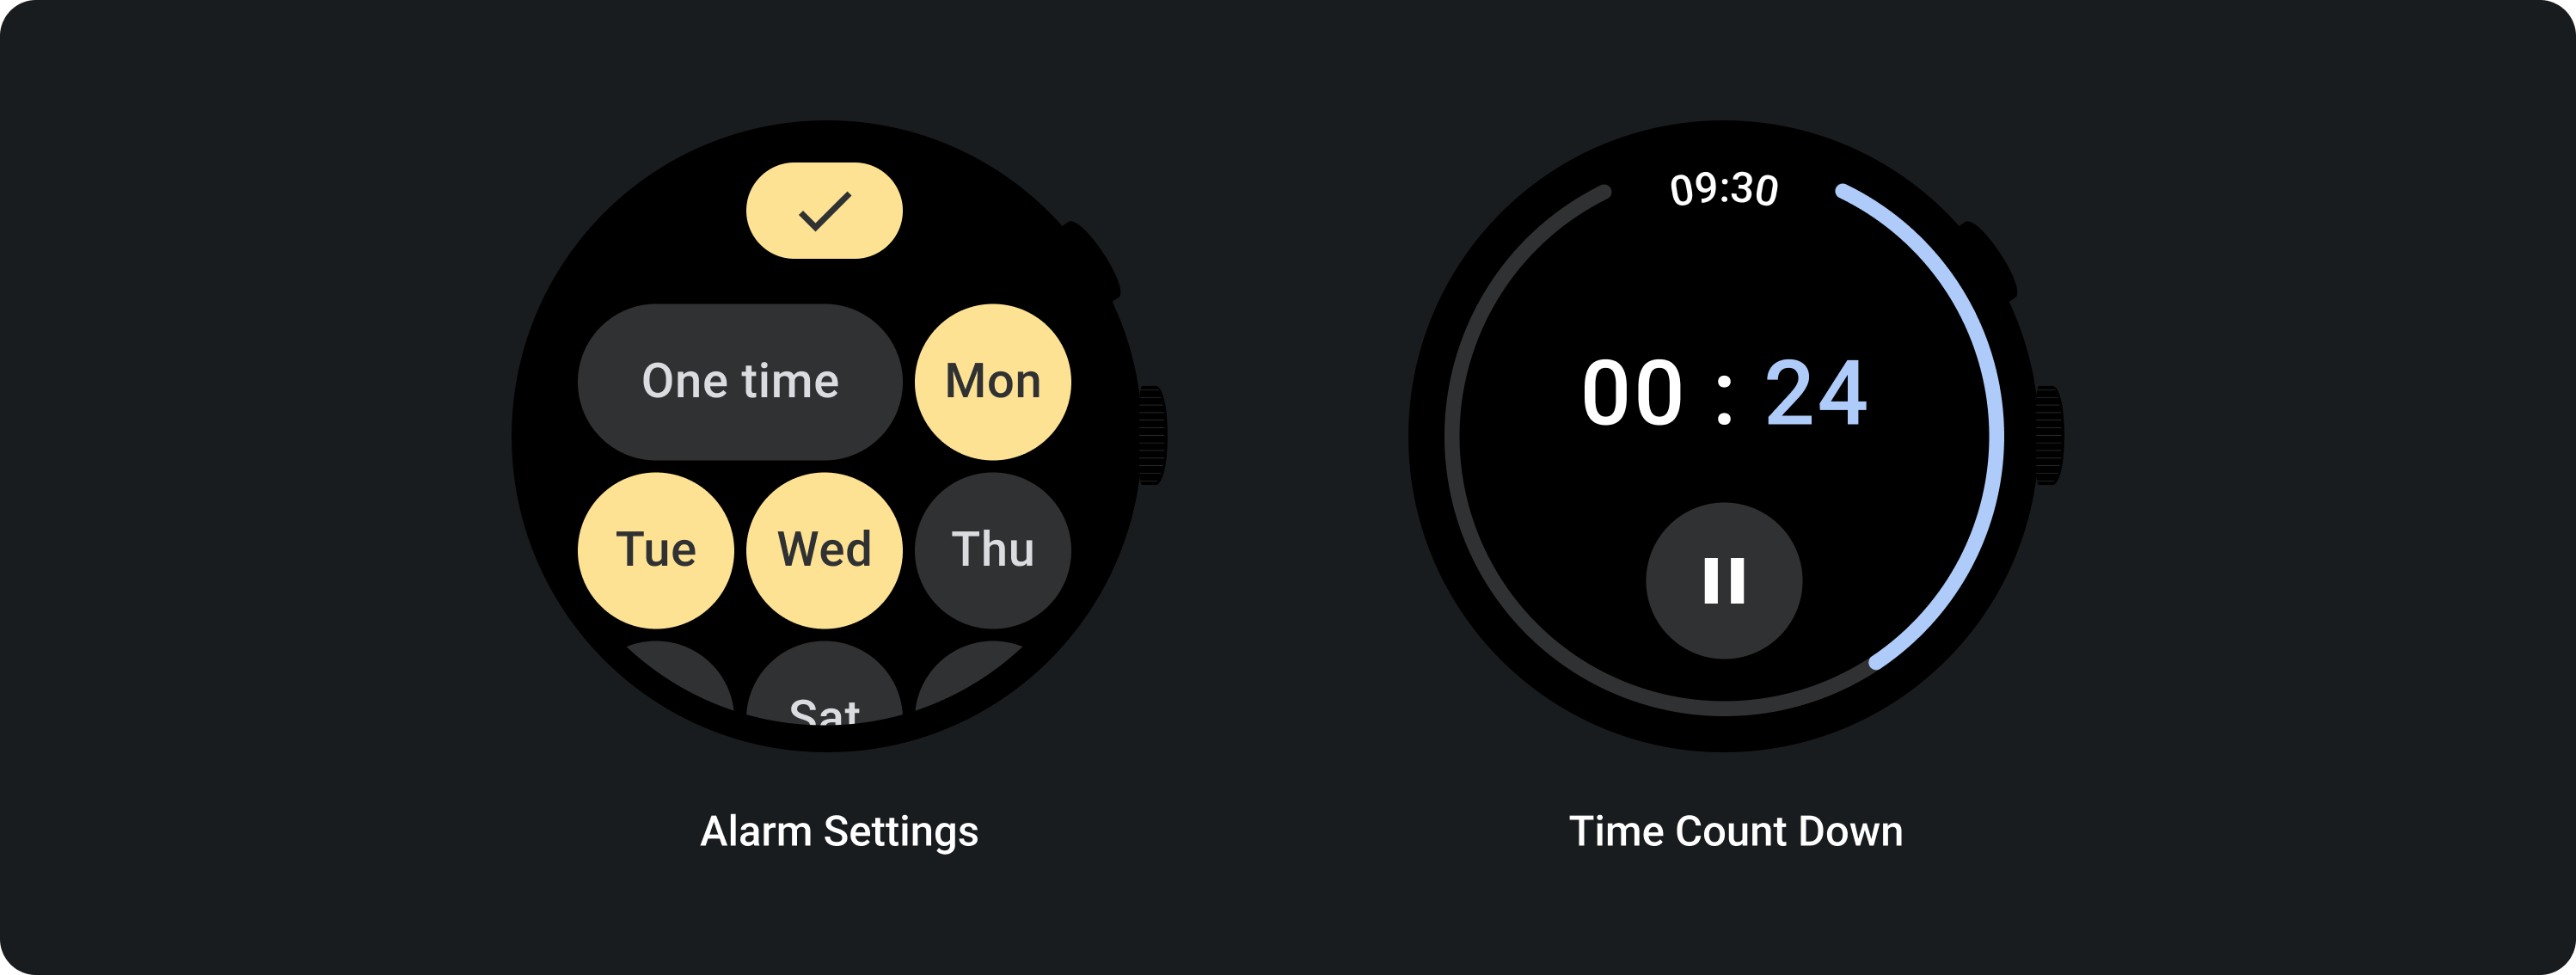 One time
Mon
Tue
Wed
Thu
Sat
Alarm Settings
09:30
00 : 24
Time Count Down